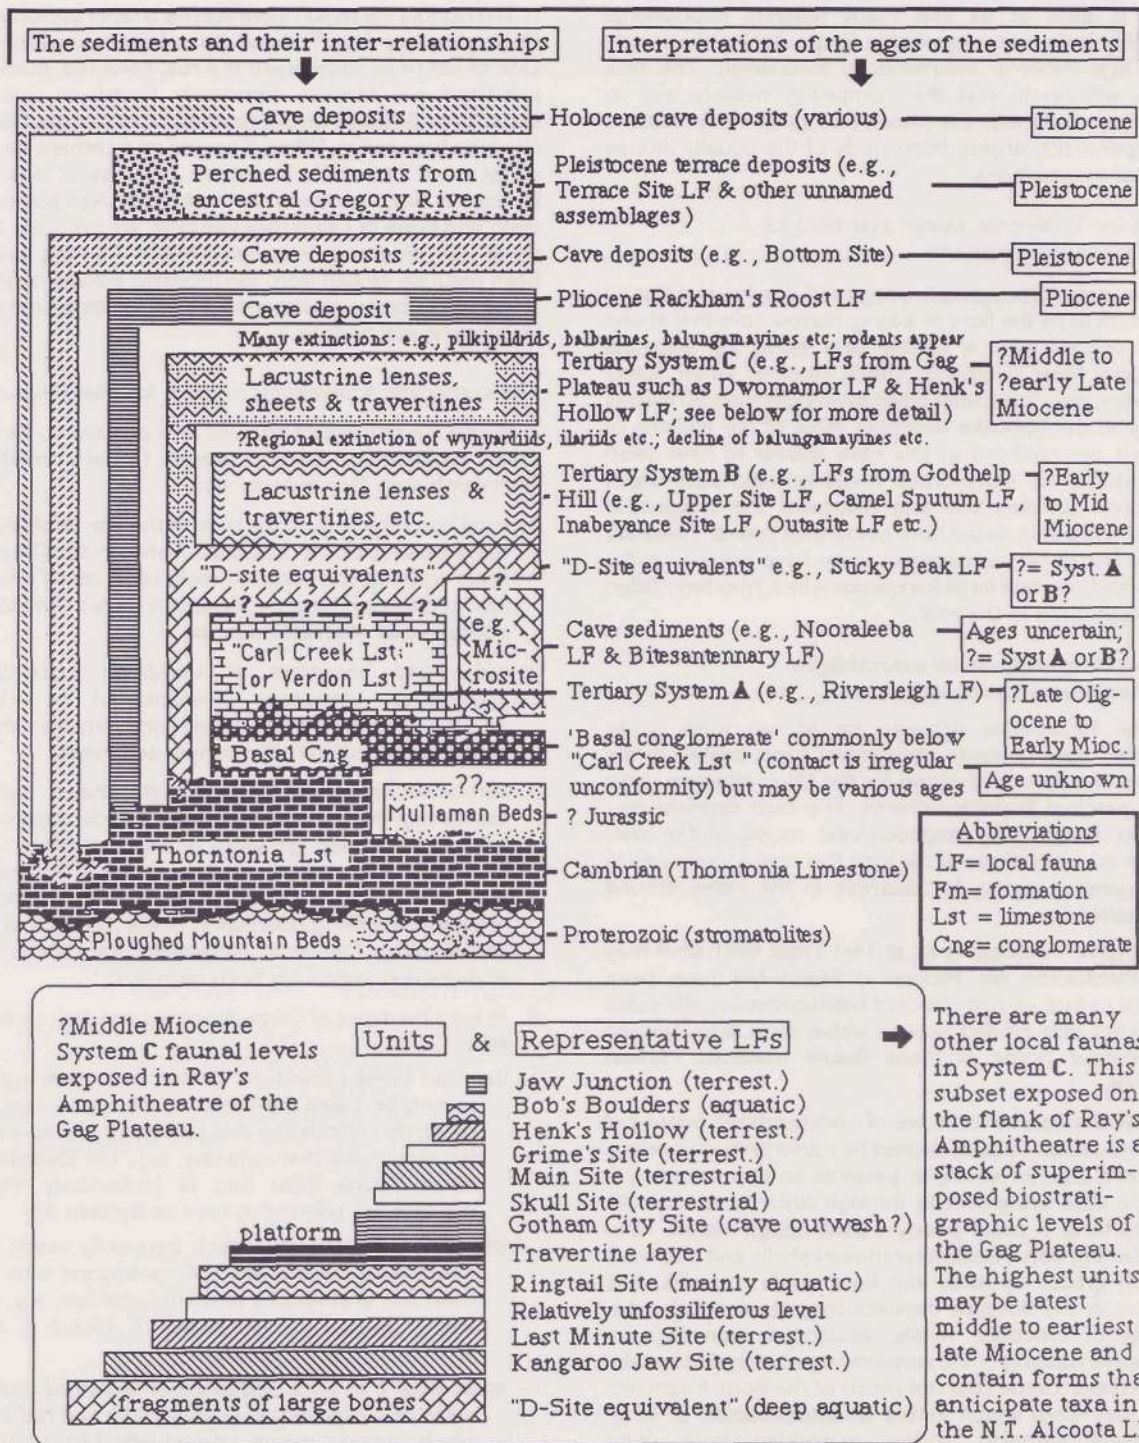 The sediments and their inter-relationships
Interpretations of the ages of the sediments
Cave deposits
Holocene cave deposits (various)
Holocene
Perched sediments from
ancestral Gregory River
Pleistocene terrace deposits (e.g.,
Terrace Site LF & other unnamed
assemblages)
Pleistocene
Cave deposits
Cave deposits (e.g., Bottom Site)
Pleistocene
Cave deposit
Pliocene Rackham's Roost LF
Pliocene
Many extinctions: e.g., pilkipildrids, balbarines, balungamayines etc; rodents appear
Lacustrine lenses,
sheets & travertines
Tertiary System C (e.g., LFs from Gag
Plateau such as Dwornamor LF & Henk's
Hollow LF; see below for more detail)
?Middle to
?early Late
Miocene
?Regional extinction of wynyardiids, ilariids etc.; decline of balungamayines etc.
Lacustrine lenses &
travertines, etc.
Tertiary System B (e.g., LFs from Godthelp
Hill (e.g., Upper Site LF, Camel Sputum LF,
Inabeyance Site LF, Outasite LF etc.)
?Early
to Mid
Miocene
"D-site equivalents"
"D-Site equivalents" e.g., Sticky Beak LF
?= Syst. A
or B?
? ? ? ? ?
"Carl Creek Lst;"
[or Verdon Lst]
e.g.
Mic-
rosite
Cave sediments (e.g., Nooraleeba
LF & Bitesantennary LF)
Ages uncertain;
?= Syst A or B?
Tertiary System A (e.g., Riversleigh LF)
?Late Olig-
ocene to
Early Mioc.
Basal Cng
'Basal conglomerate' commonly below
"Carl Creek Lst " (contact is irregular
unconformity) but may be various ages
Age unknown
??
Mullaman Beds
? Jurassic
Thorntonia Lst
Cambrian (Thorntonia Limestone)
Ploughed Mountain Beds
Proterozoic (stromatolites)
Abbreviations
LF= local fauna
Fm= formation
Lst = limestone
Cng= conglomerate
?Middle Miocene
System C faunal levels
exposed in Ray's
Amphitheatre of the
Gag Plateau.
Units & Representative LFs
Jaw Junction (terrest.)
Bob's Boulders (aquatic)
Henk's Hollow (terrest.)
Grime's Site (terrest.)
Main Site (terrestrial)
Skull Site (terrestrial)
Gotham City Site (cave outwash?)
platform
Travertine layer
Ringtail Site (mainly aquatic)
Relatively unfossiliferous level
Last Minute Site (terrest.)
Kangaroo Jaw Site (terrest.)
fragments of large bones
"D-Site equivalent" (deep aquatic)
There are many
other local faunas
in System C. This
subset exposed on
the flank of Ray's
Amphitheatre is a
stack of superim-
posed biostrati-
graphic levels of
the Gag Plateau.
The highest units
may be latest
middle to earliest
late Miocene and
contain forms tha
anticipate taxa in
the N.T. Alcoota L